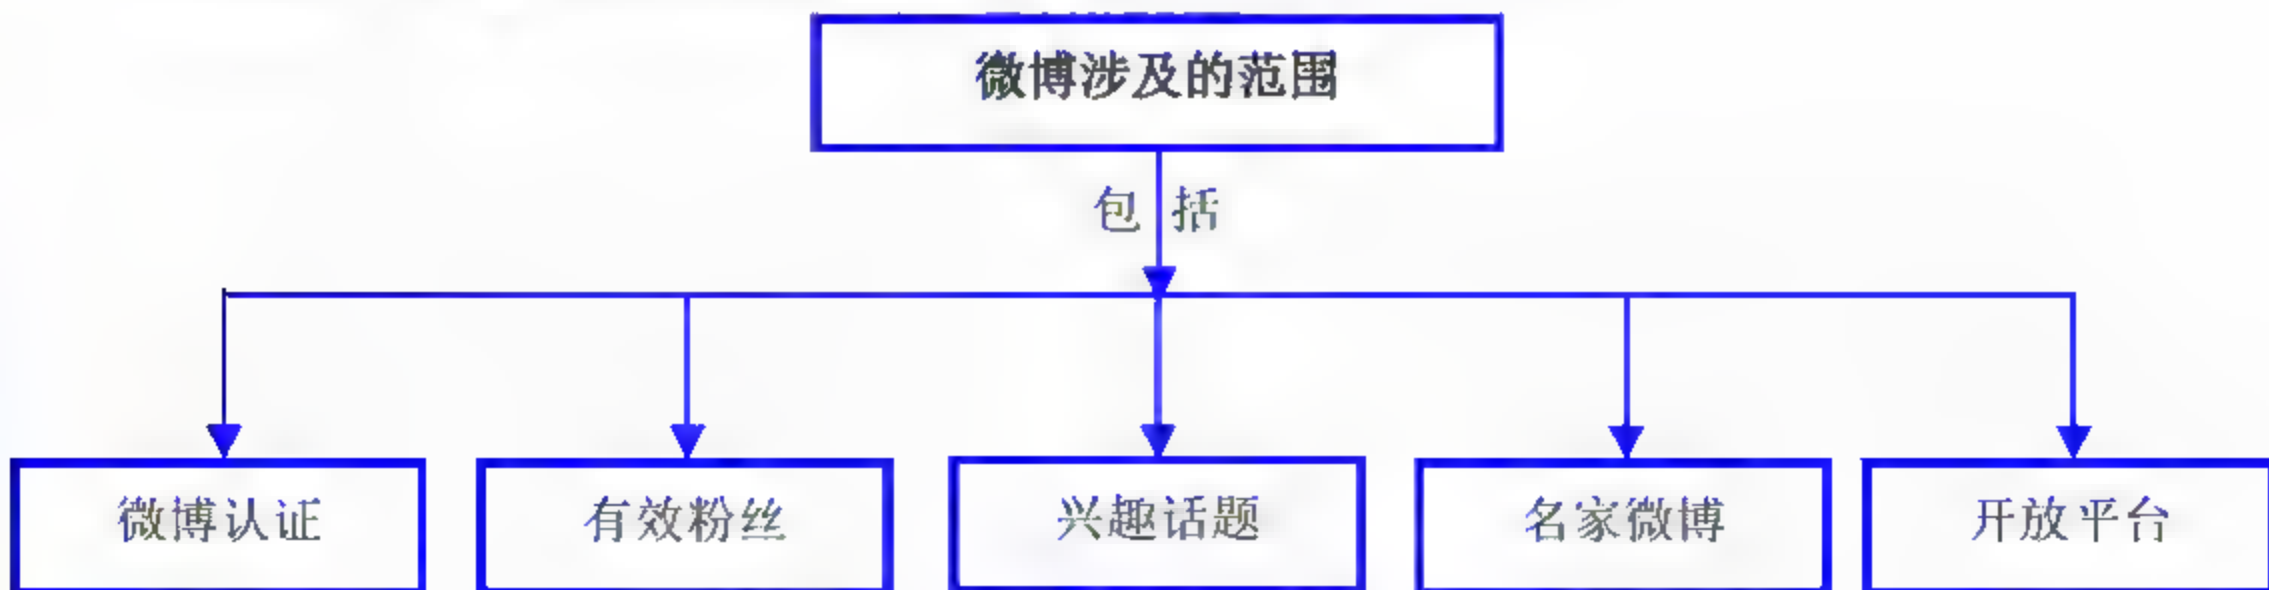 微博涉及的范围
包括
微博认证
有效粉丝
兴趣话题
名家微博
开放平台